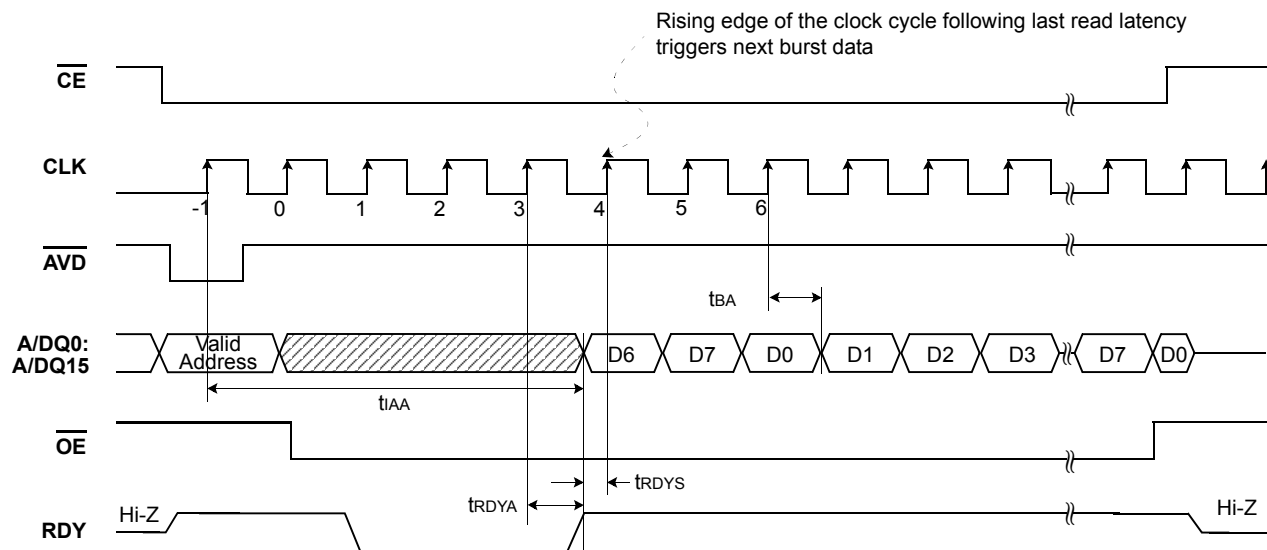 Rising edge of the clock cycle following last read latency
triggers next burst data
CE
CLK
-1 0 1 2 3 4 5 6
AVD
tBA
A/DQ0:
A/DQ15
Valid
Address
D6 D7 D0 D1 D2 D3 D7 D0
tIAA
OE
tRDYS
tRDYA
RDY
Hi-Z
Hi-Z